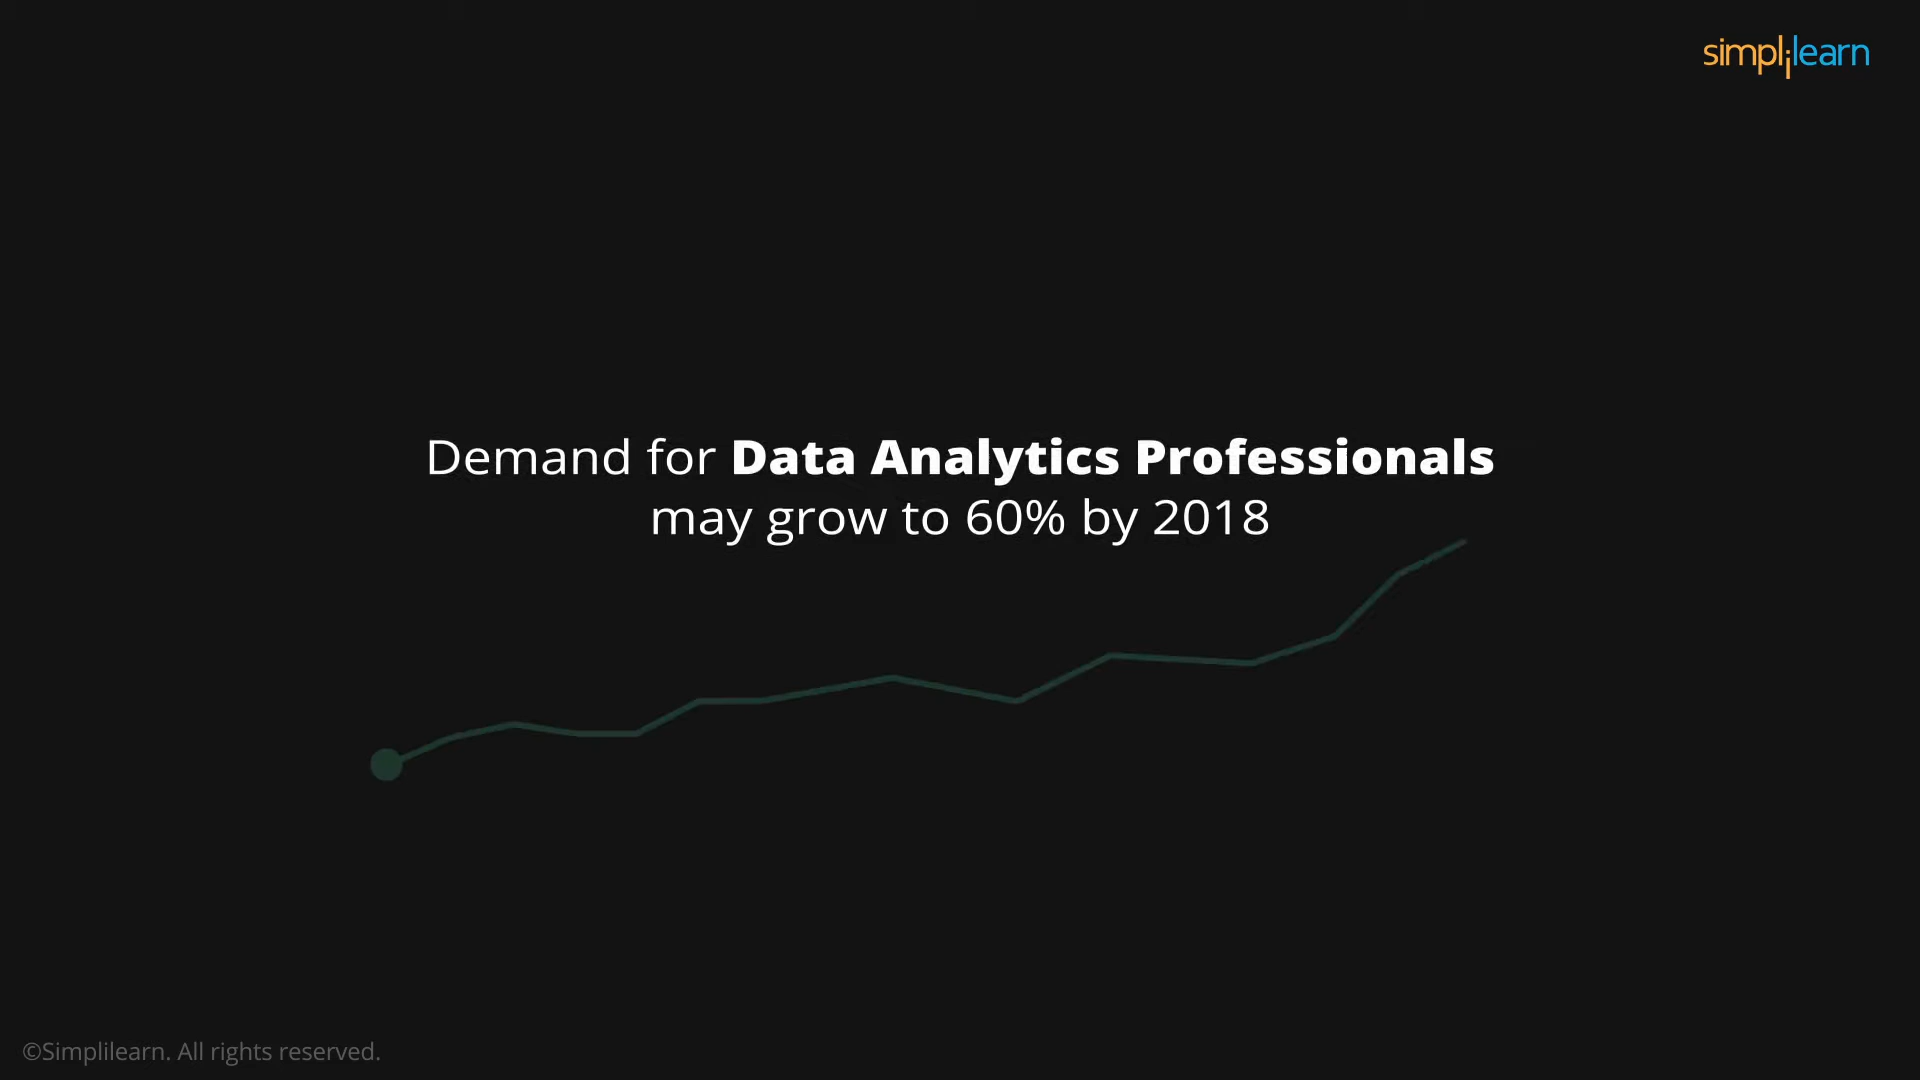 simplilearn
Demand for Data Analytics Professionals
may grow to 60% by 2018
©Simplilearn. All rights reserved.